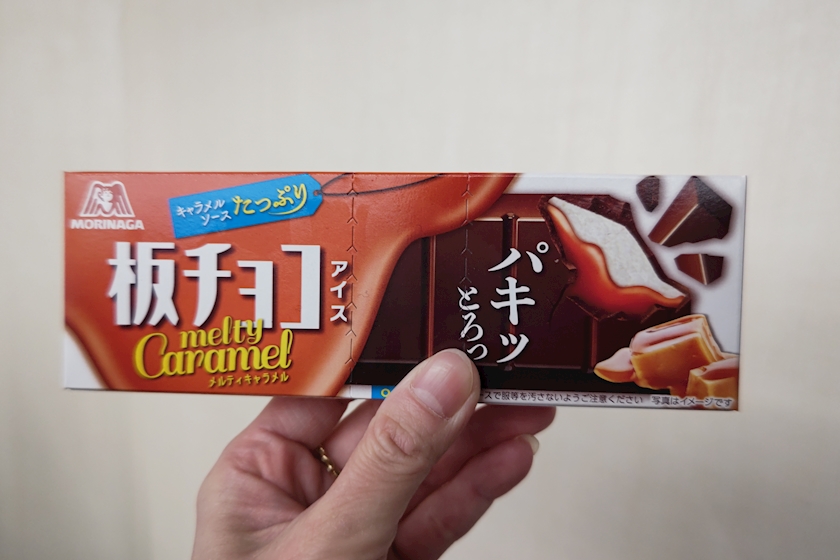 MORINAGA
キャラメル
ソース
たっぷり
板チョコ
アイス
melty
Caramel
メルティキャラメル
パキッ
とろっ
スで服等を汚さないようご注意ください 写真はイメージです